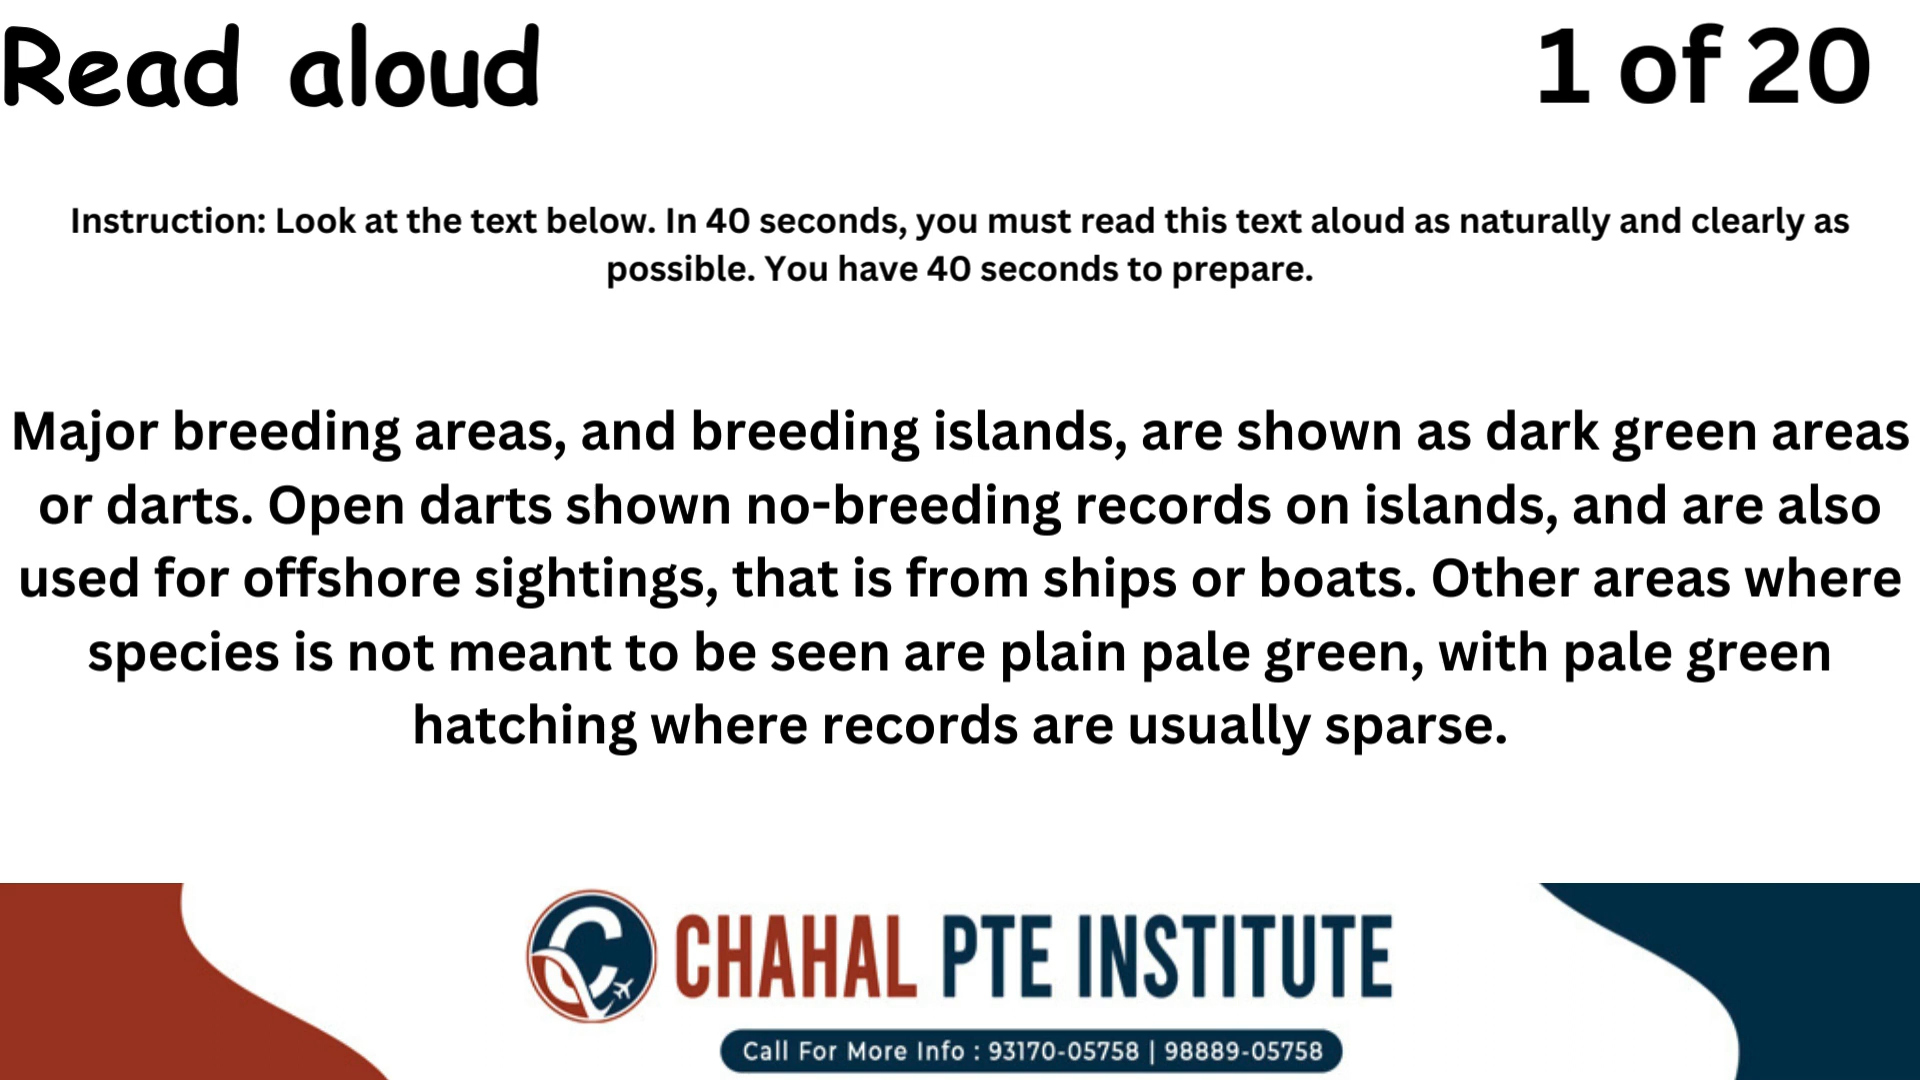 Read aloud
1 of 20
Instruction: Look at the text below. In 40 seconds, you must read this text aloud as naturally and clearly as
possible. You have 40 seconds to prepare.
Major breeding areas, and breeding islands, are shown as dark green areas
or darts. Open darts shown no-breeding records on islands, and are also
used for offshore sightings, that is from ships or boats. Other areas where
species is not meant to be seen are plain pale green, with pale green
hatching where records are usually sparse.
CHAHAL PTE INSTITUTE
Call For More Info : 93170-05758 | 98889-05758